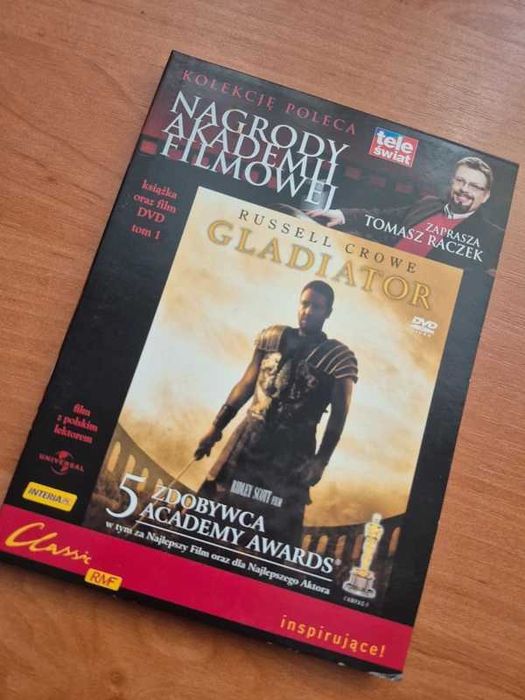 KOLEKCJĘ POLECA
tele
świat
NAGRODY
AKADEMII
FILMOWEJ
ZAPRASZA
TOMASZ RACZEK
książka
oraz film
DVD
tom 1
RUSSELL CROWE
GLADIATOR
DVD
film
z polskim
lektorem
UNIVERSAL
INTERIA.PL
RIDLEY SCOTT FILM
5 ZDOBYWCA
ACADEMY AWARDS®
w tym za Najlepszy Film oraz dla Najlepszego Aktora
Classic
RMF
inspirujące!